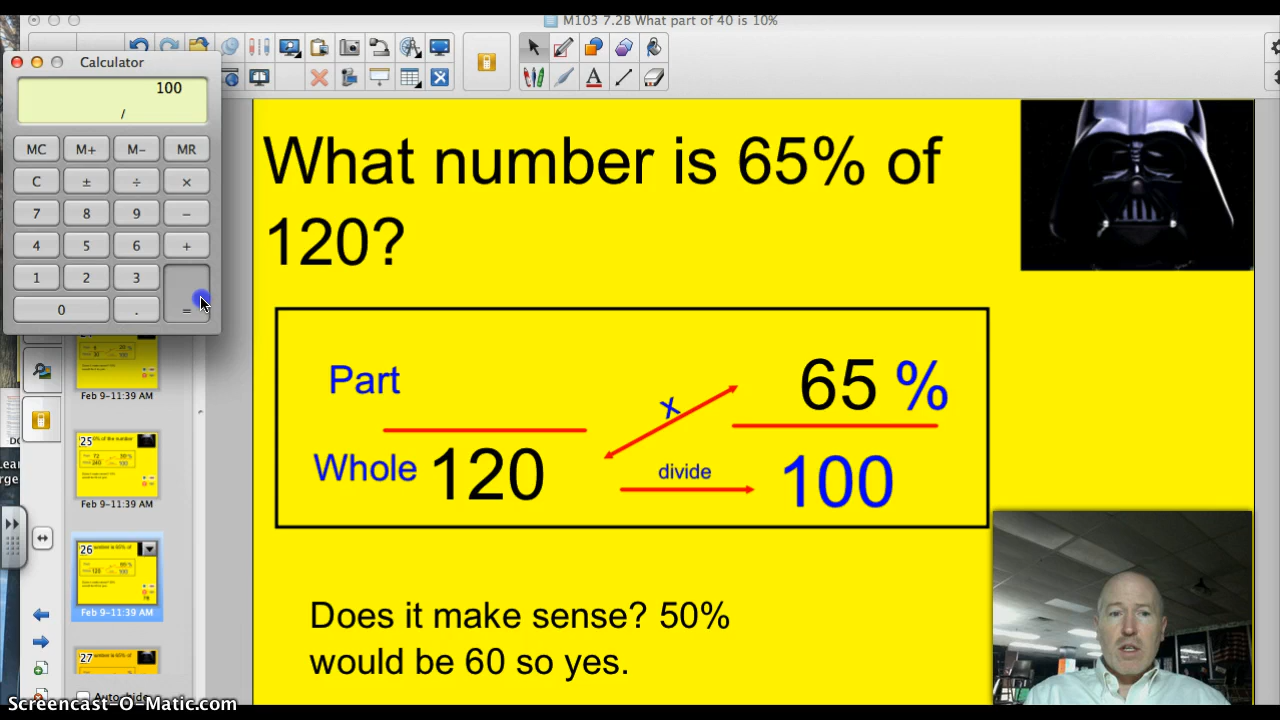 M103 7.2B What part of 40 is 10%
Calculator
100
/
MC M+ M- MR
C ± ÷ ×
7 8 9 −
4 5 6 +
1 2 3
0 . =
What number is 65% of
120?
Part
65 %
x
Whole 120
divide
100
Does it make sense? 50%
would be 60 so yes.
Feb 9-11:39 AM
25
Feb 9-11:39 AM
26
Feb 9-11:39 AM
27
Screencast-O-Matic.com